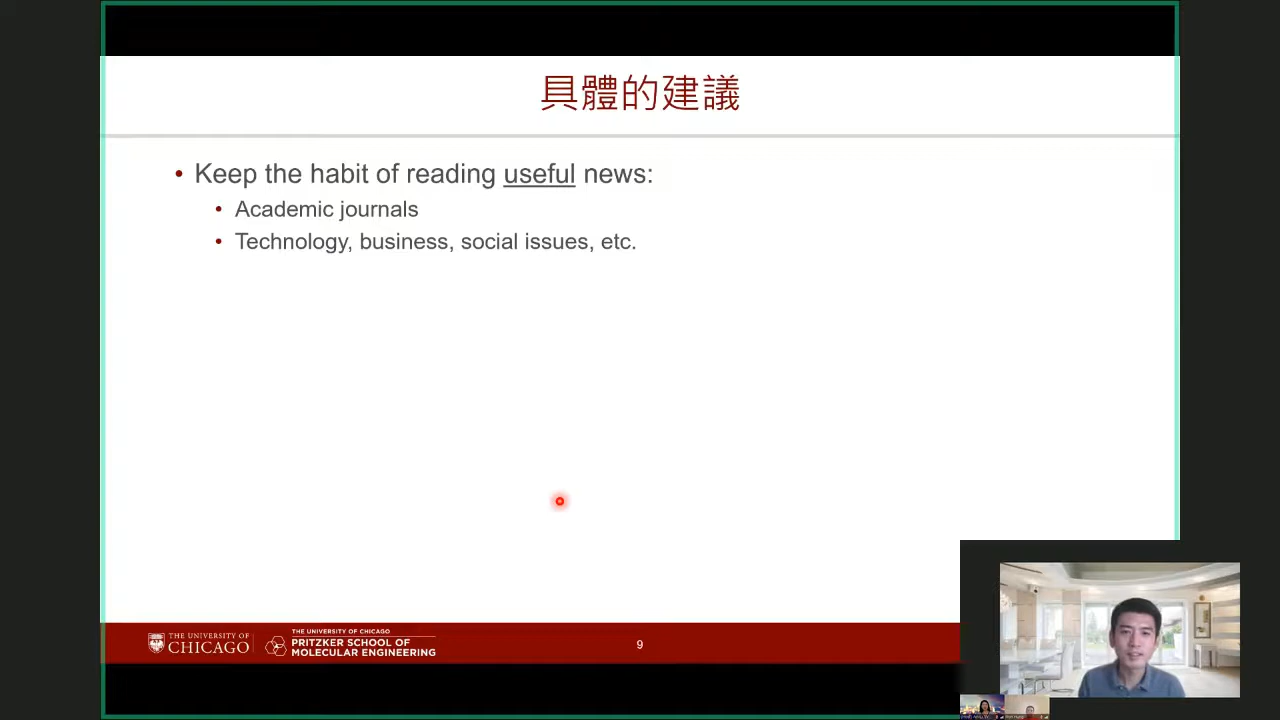 具體的建議
• Keep the habit of reading useful news:
• Academic journals
• Technology, business, social issues, etc.
THE UNIVERSITY OF
CHICAGO
THE UNIVERSITY OF CHICAGO
PRITZKER SCHOOL OF
MOLECULAR ENGINEERING
9